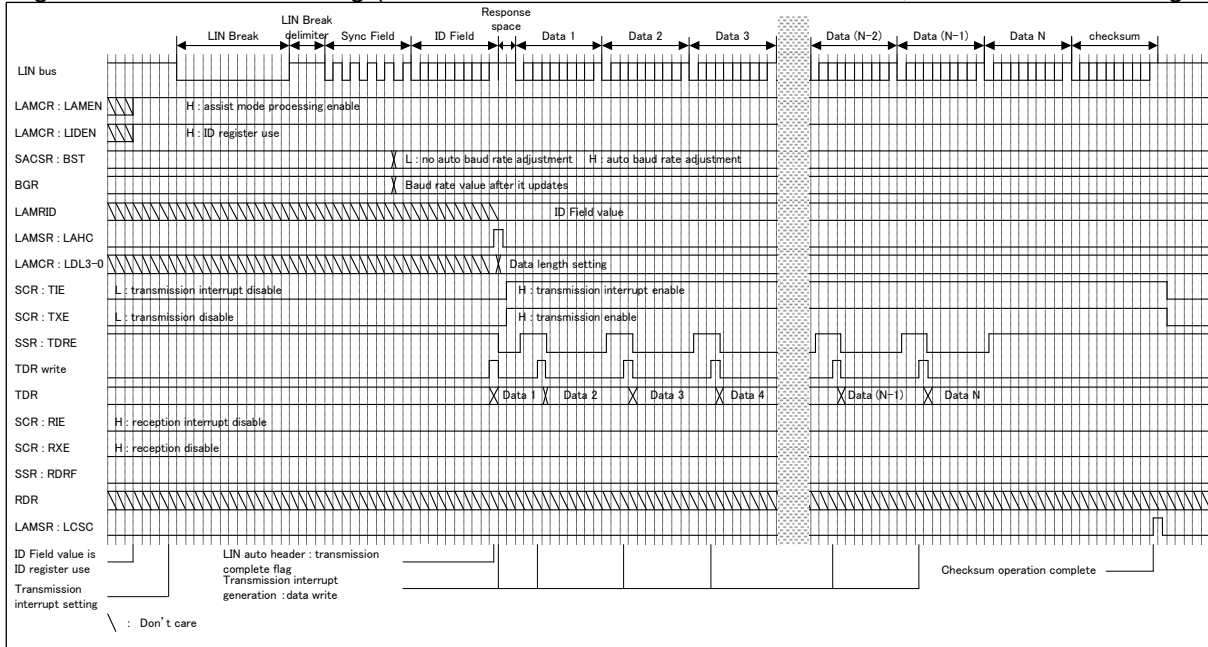 Response
space
LIN Break
delimiter
LIN Break
Sync Field
ID Field
Data 1
Data 2
Data 3
Data (N-2)
Data (N-1)
Data N
checksum
LIN bus
LAMCR : LAMEN
H : assist mode processing enable
LAMCR : LIDEN
H : ID register use
SACSR : BST
L : no auto baud rate adjustment H : auto baud rate adjustment
BGR
Baud rate value after it updates
LAMRID
ID Field value
LAMSR : LAHC
LAMCR : LDL3-0
Data length setting
SCR : TIE
L : transmission interrupt disable
H : transmission interrupt enable
SCR : TXE
L : transmission disable
H : transmission enable
SSR : TDRE
TDR write
TDR
Data 1
Data 2
Data 3
Data 4
Data (N-1)
Data N
SCR : RIE
H : reception interrupt disable
SCR : RXE
H : reception disable
SSR : RDRF
RDR
LAMSR : LCSC
ID Field value is
ID register use
Transmission
interrupt setting
LIN auto header : transmission
complete flag
Transmission interrupt
generation : data write
Checksum operation complete
: Don't care